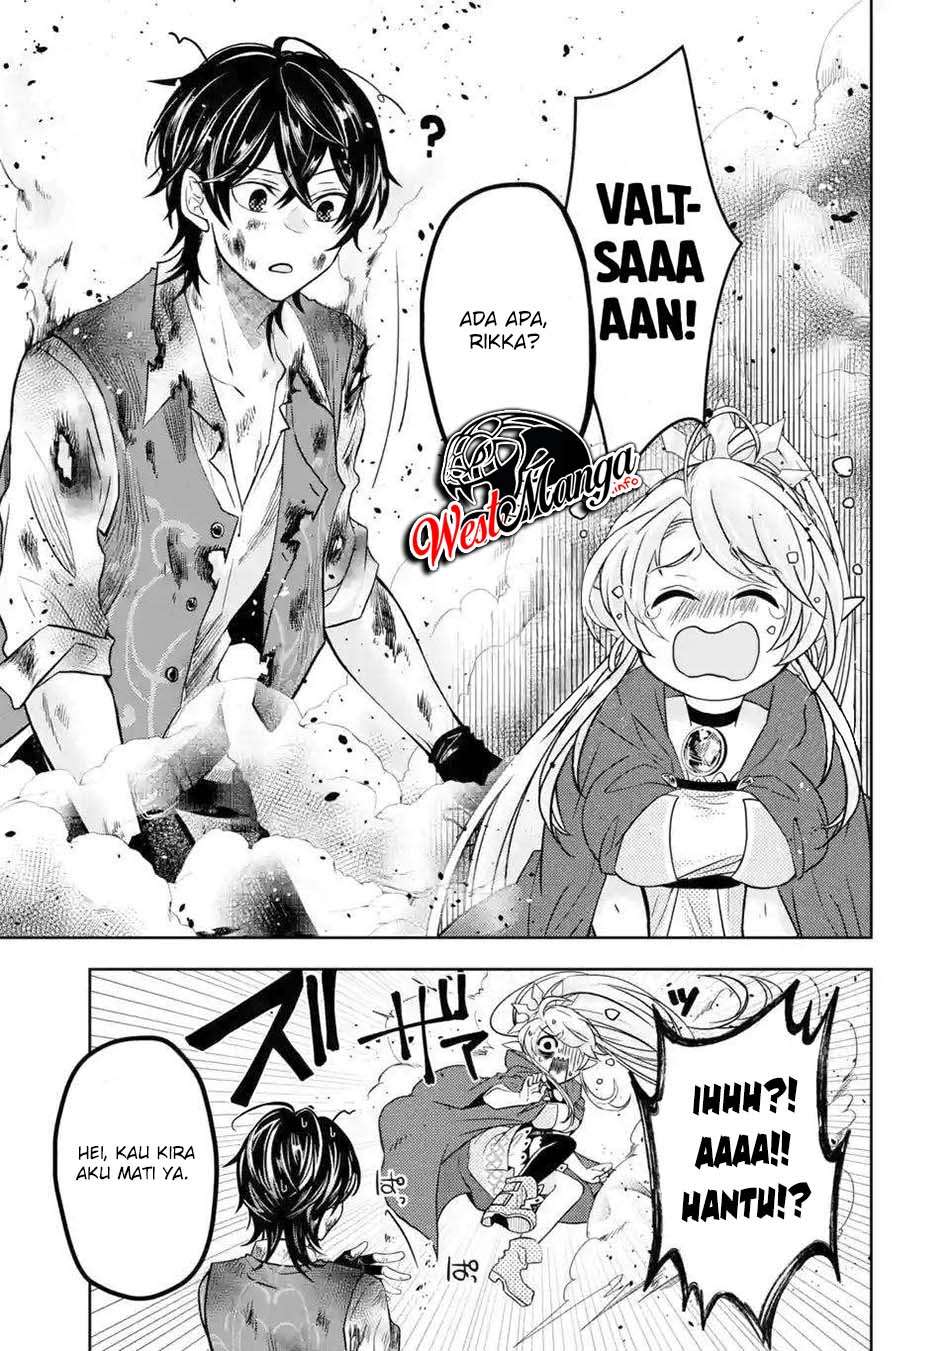 VALT-
SAAA
AAN!
?
ADA APA,
RIKKA?
WestManga
.info
IHHH?!
AAAA!!
HANTU!?
ズザッ
HEI, KAU KIRA
AKU MATI YA.
ぱっ
ぱっ